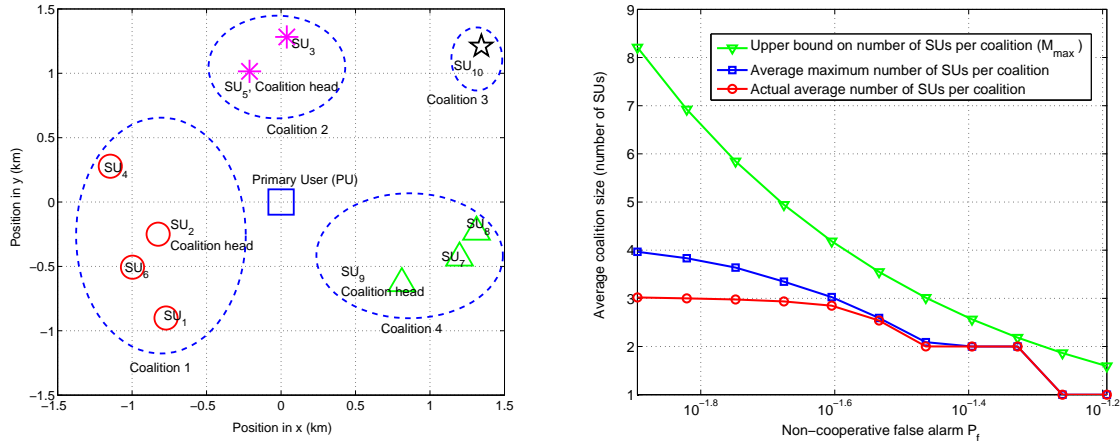 1.5
1
0.5
0
−0.5
−1
−1.5
Position in y (km)
−1.5
−1
−0.5
0
0.5
1
1.5
Position in x (km)
SU3
SU5, Coalition head
Coalition 2
SU10
Coalition 3
SU4
Primary User (PU)
SU2
Coalition head
SU6
SU1
Coalition 1
SU8
SU7
SU9
Coalition head
Coalition 4
9
8
7
6
5
4
3
2
1
Average coalition size (number of SUs)
Upper bound on number of SUs per coalition (Mmax)
Average maximum number of SUs per coalition
Actual average number of SUs per coalition
10−1.8
10−1.6
10−1.4
10−1.2
Non-cooperative false alarm Pf